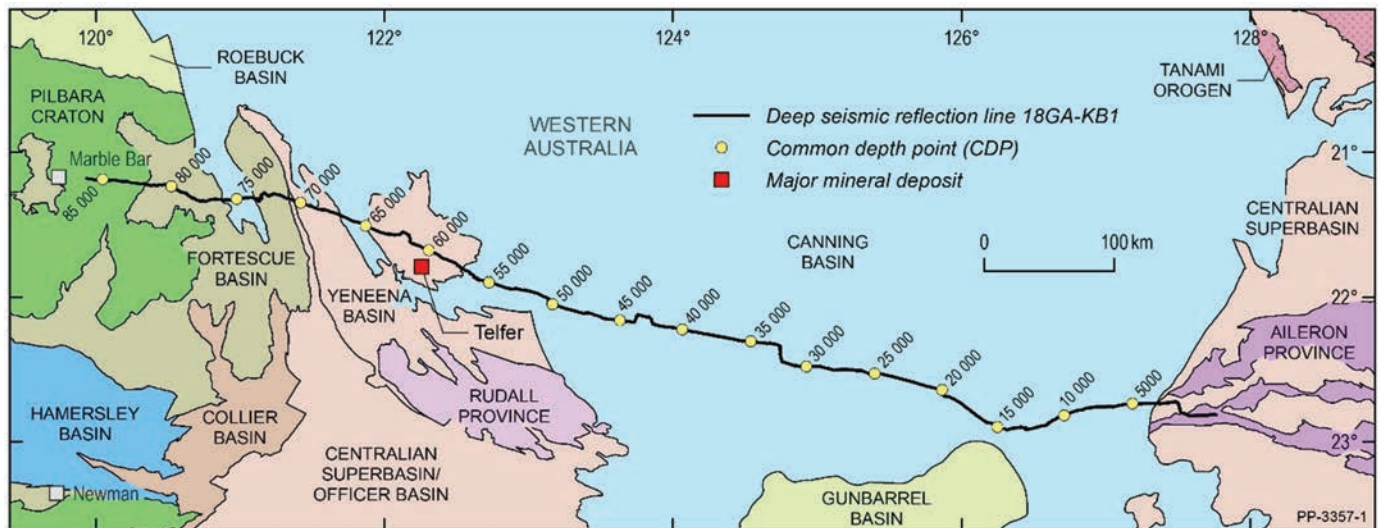 120°
122°
124°
126°
128°
ROEBUCK
BASIN
TANAMI
OROGEN
PILBARA
CRATON
WESTERN
AUSTRALIA
Deep seismic reflection line 18GA-KB1
Common depth point (CDP)
Major mineral deposit
21°
Marble Bar
85 000
80 000
75 000
70 000
65 000
60 000
55 000
50 000
45 000
40 000
35 000
30 000
25 000
20 000
15 000
10 000
5000
CENTRALIAN
SUPERBASIN
CANNING
BASIN
0
100 km
FORTESCUE
BASIN
YENEENA
BASIN
Telfer
22°
AILERON
PROVINCE
RUDALL
PROVINCE
HAMERSLEY
BASIN
COLLIER
BASIN
23°
CENTRALIAN
SUPERBASIN/
OFFICER BASIN
Newman
GUNBARREL
BASIN
PP-3357-1